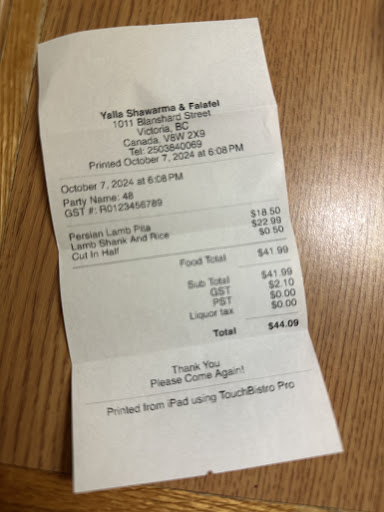 Yalla Shawarma & Falafel
1011 Blanshard Street
Victoria, BC
Canada, V8W 2X9
Tel: 2503840069
Printed October 7, 2024 at 6:08 PM
October 7, 2024 at 6:08 PM
Party Name: 48
GST #: R0123456789
Persian Lamb Pita $18.50
Lamb Shank And Rice $22.99
Cut In Half $0.50
Food Total $41.99
Sub Total $41.99
GST $2.10
PST $0.00
Liquor tax $0.00
Total $44.09
Thank You
Please Come Again!
Printed from iPad using TouchBistro Pro